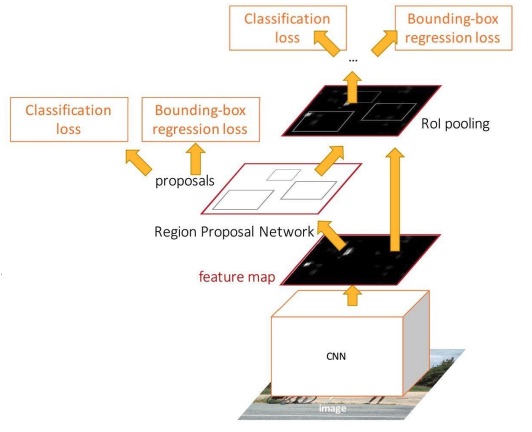 Classification
loss
Bounding-box
regression loss
...
Classification
loss
Bounding-box
regression loss
RoI pooling
proposals
Region Proposal Network
feature map
CNN
image